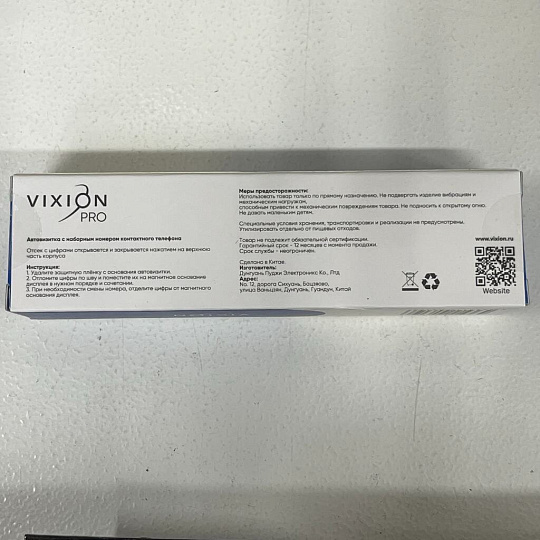 VIXION
PRO
Автовизитка с наборным номером контактного телефона
Отсек с цифрами открывается и закрывается нажатием на верхнюю
часть корпуса
Инструкция:
1. Удалите защитную плёнку с основания автовизитки.
2. Отломите цифры по шву и поместите их на магнитное основание
дисплея в нужном порядке и сочетании.
3. При необходимости смены номера, отделите цифры от магнитного
основания дисплея.
Меры предосторожности:
Использовать товар только по прямому назначению. Не подвергать изделие вибрациям и
механическим нагрузкам,
способным привести к механическим повреждениям товара. Не подносить к открытому огню.
Не давать маленьким детям.
Специальные условия хранения, транспортировки и реализации не предусмотрены.
Утилизировать отдельно от пищевых отходов.
Товар не подлежит обязательной сертификации.
Гарантийный срок - 12 месяцев с момента продажи.
Срок службы - неограничен.
Сделано в Китае.
Изготовитель:
Дунгуань Пуджи Электроникс Ко., Лтд
Адрес:
No. 12, дорога Сихуань,
улица Ваньцзян, Дунгуань, Гуандун, Китай
www.vixion.ru
Website